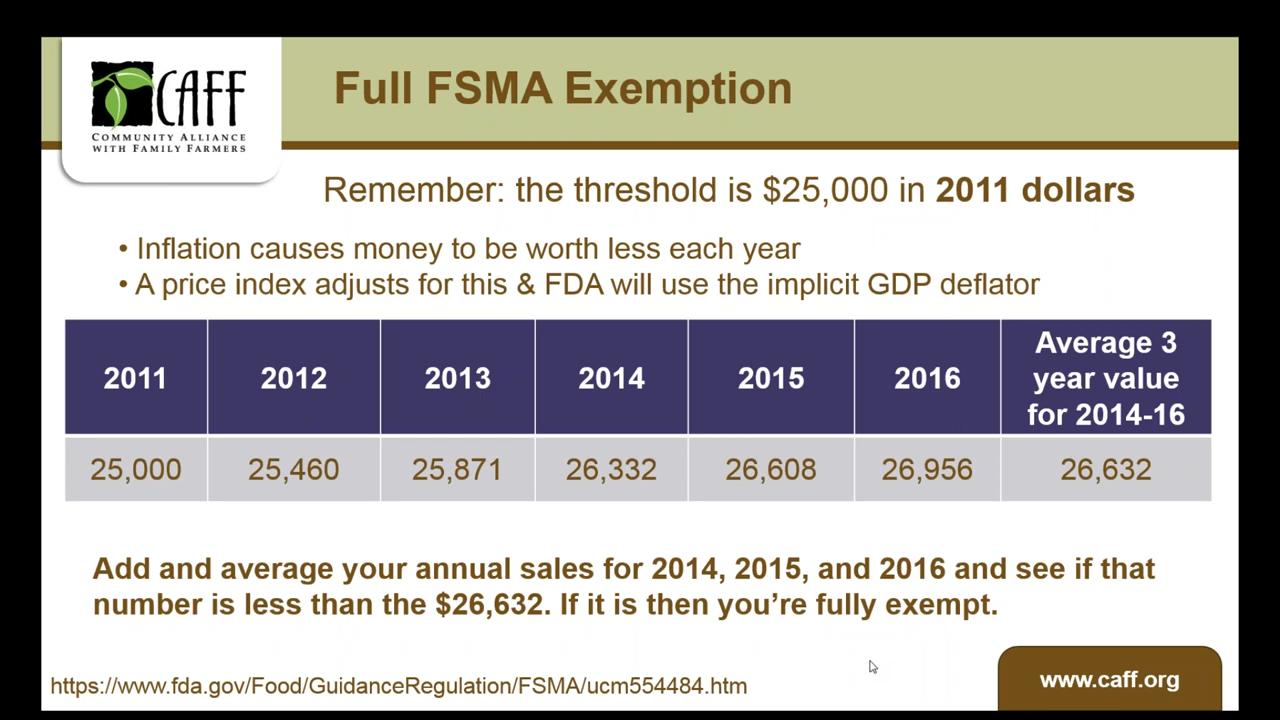 CAFF
COMMUNITY ALLIANCE
WITH FAMILY FARMERS
Full FSMA Exemption
Remember: the threshold is $25,000 in 2011 dollars
• Inflation causes money to be worth less each year
• A price index adjusts for this & FDA will use the implicit GDP deflator
2011 2012 2013 2014 2015 2016 Average 3
year value
for 2014-16
25,000 25,460 25,871 26,332 26,608 26,956 26,632
Add and average your annual sales for 2014, 2015, and 2016 and see if that
number is less than the $26,632. If it is then you’re fully exempt.
https://www.fda.gov/Food/GuidanceRegulation/FSMA/ucm554484.htm
www.caff.org